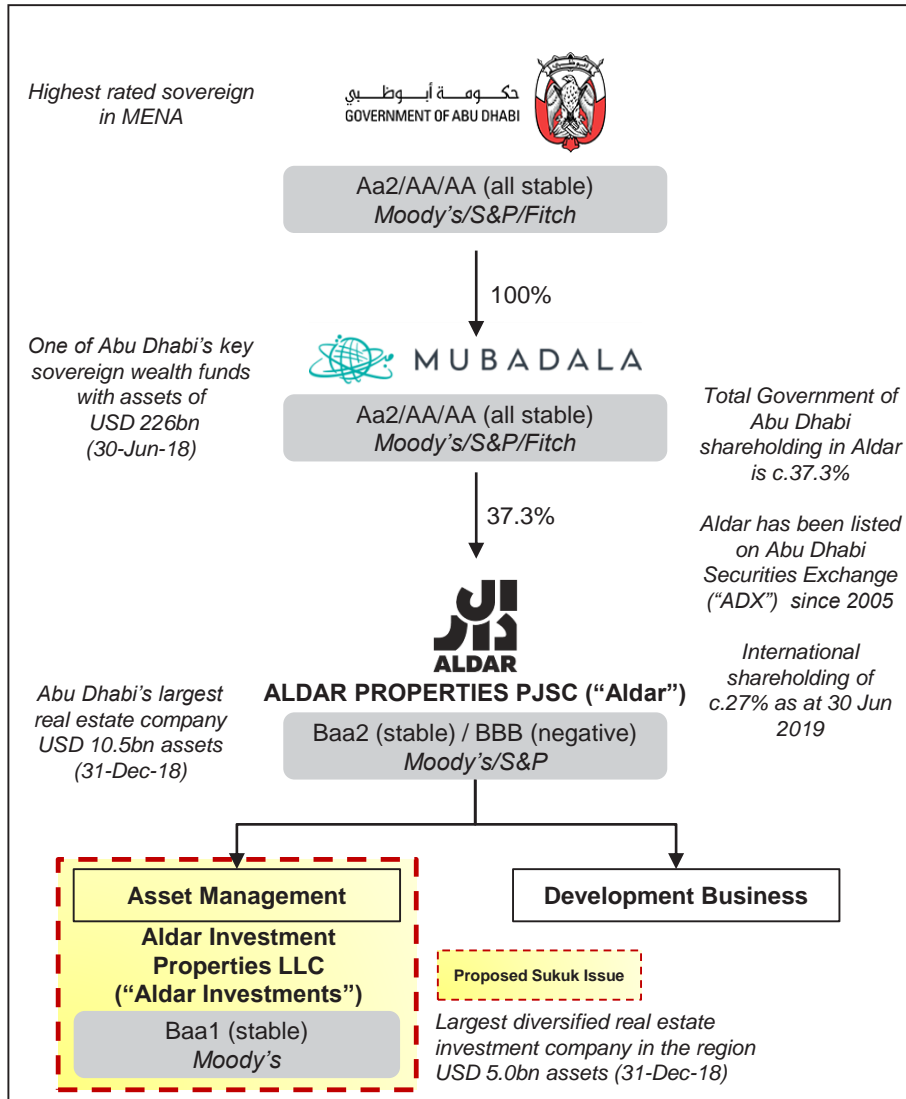 Highest rated sovereign
in MENA
حكومة أبوظبي
GOVERNMENT OF ABU DHABI
Aa2/AA/AA (all stable)
Moody's/S&P/Fitch
100%
One of Abu Dhabi's key
sovereign wealth funds
with assets of
USD 226bn
(30-Jun-18)
MUBADALA
Aa2/AA/AA (all stable)
Moody's/S&P/Fitch
Total Government of
Abu Dhabi
shareholding in Aldar
is c.37.3%
37.3%
Aldar has been listed
on Abu Dhabi
Securities Exchange
("ADX") since 2005
الدار
ALDAR
ALDAR PROPERTIES PJSC ("Aldar")
International
shareholding of
c.27% as at 30 Jun
2019
Abu Dhabi's largest
real estate company
USD 10.5bn assets
(31-Dec-18)
Baa2 (stable) / BBB (negative)
Moody's/S&P
Asset Management
Development Business
Aldar Investment
Properties LLC
("Aldar Investments")
Baa1 (stable)
Moody's
Proposed Sukuk Issue
Largest diversified real estate
investment company in the region
USD 5.0bn assets (31-Dec-18)